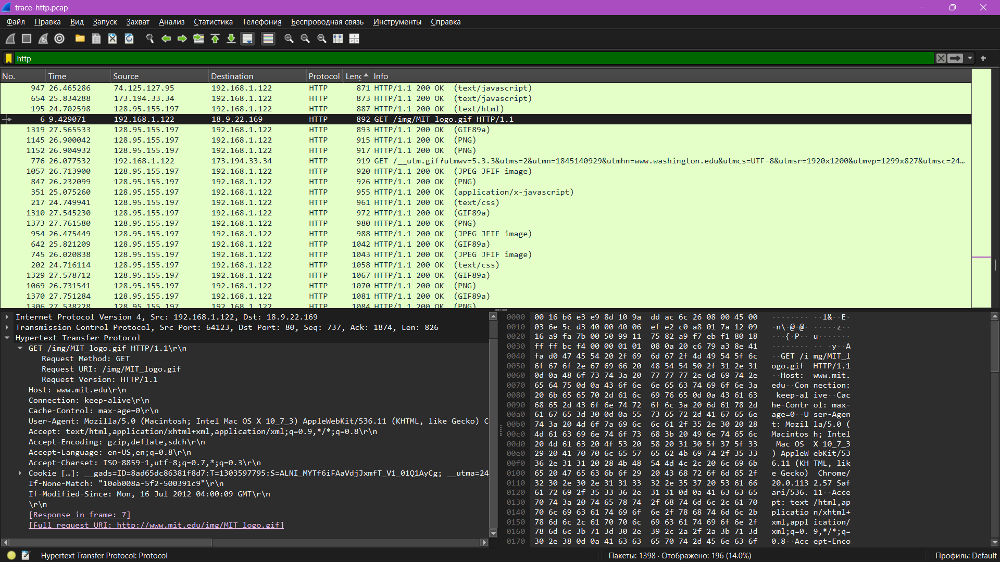 trace-http.pcap
Файл Правка Вид Запуск Захват Анализ Статистика Телефония Беспроводная связь Инструменты Справка
http
No. Time Source Destination Protocol Leng Info
947 26.465286 74.125.127.95 192.168.1.122 HTTP 871 HTTP/1.1 200 OK (text/javascript)
654 25.834288 173.194.33.34 192.168.1.122 HTTP 873 HTTP/1.1 200 OK (text/javascript)
195 24.702598 128.95.155.197 192.168.1.122 HTTP 887 HTTP/1.1 200 OK (text/html)
6 9.429071 192.168.1.122 18.9.22.169 HTTP 892 GET /img/MIT_logo.gif HTTP/1.1
1319 27.565533 128.95.155.197 192.168.1.122 HTTP 893 HTTP/1.1 200 OK (GIF89a)
1145 26.900042 128.95.155.197 192.168.1.122 HTTP 915 HTTP/1.1 200 OK (PNG)
1152 26.904932 128.95.155.197 192.168.1.122 HTTP 917 HTTP/1.1 200 OK (PNG)
776 26.077532 192.168.1.122 173.194.33.34 HTTP 919 GET /__utm.gif?utmwv=5.3.3&utms=2&utmn=1845140929&utmhn=www.washington.edu&utmcs=UTF-8&utmsr=1920x1200&utmvp=1299x827&utmsc=24…
1057 26.713900 128.95.155.197 192.168.1.122 HTTP 920 HTTP/1.1 200 OK (JPEG JFIF image)
847 26.232099 128.95.155.197 192.168.1.122 HTTP 926 HTTP/1.1 200 OK (PNG)
351 25.075260 128.95.155.197 192.168.1.122 HTTP 955 HTTP/1.1 200 OK (application/x-javascript)
217 24.749941 128.95.155.197 192.168.1.122 HTTP 961 HTTP/1.1 200 OK (text/css)
1310 27.545230 128.95.155.197 192.168.1.122 HTTP 972 HTTP/1.1 200 OK (GIF89a)
1373 27.761580 128.95.155.197 192.168.1.122 HTTP 980 HTTP/1.1 200 OK (PNG)
954 26.475449 128.95.155.197 192.168.1.122 HTTP 988 HTTP/1.1 200 OK (JPEG JFIF image)
642 25.821209 128.95.155.197 192.168.1.122 HTTP 1042 HTTP/1.1 200 OK (GIF89a)
745 26.020838 128.95.155.197 192.168.1.122 HTTP 1043 HTTP/1.1 200 OK (JPEG JFIF image)
202 24.716114 128.95.155.197 192.168.1.122 HTTP 1058 HTTP/1.1 200 OK (text/css)
1329 27.578712 128.95.155.197 192.168.1.122 HTTP 1067 HTTP/1.1 200 OK (GIF89a)
1069 26.731541 128.95.155.197 192.168.1.122 HTTP 1070 HTTP/1.1 200 OK (PNG)
1370 27.751284 128.95.155.197 192.168.1.122 HTTP 1081 HTTP/1.1 200 OK (GIF89a)
1306 27.538228 128.95.155.197 192.168.1.122 HTTP 1084 HTTP/1.1 200 OK (PNG)
Internet Protocol Version 4, Src: 192.168.1.122, Dst: 18.9.22.169
Transmission Control Protocol, Src Port: 64123, Dst Port: 80, Seq: 737, Ack: 1874, Len: 826
Hypertext Transfer Protocol
GET /img/MIT_logo.gif HTTP/1.1\r\n
Request Method: GET
Request URI: /img/MIT_logo.gif
Request Version: HTTP/1.1
Host: www.mit.edu\r\n
Connection: keep-alive\r\n
Cache-Control: max-age=0\r\n
User-Agent: Mozilla/5.0 (Macintosh; Intel Mac OS X 10_7_3) AppleWebKit/536.11 (KHTML, like Gecko) C
Accept: text/html,application/xhtml+xml,application/xml;q=0.9,*/*;q=0.8\r\n
Accept-Encoding: gzip,deflate,sdch\r\n
Accept-Language: en-US,en;q=0.8\r\n
Accept-Charset: ISO-8859-1,utf-8;q=0.7,*;q=0.3\r\n
Cookie […]: __gads=ID=8ad65dc86381f8d7:T=1303597795:S=ALNI_MYTf6iFAaVdjJxmfT_V1_01Q1AyCg; __utma=24
If-None-Match: "10eb008a-5f2-500391c9"\r\n
If-Modified-Since: Mon, 16 Jul 2012 04:00:09 GMT\r\n
\r\n
[Response in frame: 7]
[Full request URI: http://www.mit.edu/img/MIT_logo.gif]
0000 00 16 b6 e3 e9 8d 10 9a dd ac 6c 26 08 00 45 00 ········ ··l&··E·
0010 03 6e 5c d3 40 00 40 06 ef e2 c0 a8 01 7a 12 09 ·n\·@·@· ·····z··
0020 16 a9 fa 7b 00 50 99 11 75 82 a9 f7 eb f1 80 18 ···{·P·· u·······
0030 ff ff bc f4 00 00 01 01 08 0a 20 c6 79 a3 8e 41 ········ ·· ·y··A
0040 fa d0 47 45 54 20 2f 69 6d 67 2f 4d 49 54 5f 6c ··GET /i mg/MIT_l
0050 6f 67 6f 2e 67 69 66 20 48 54 54 50 2f 31 2e 31 ogo.gif HTTP/1.1
0060 0d 0a 48 6f 73 74 3a 20 77 77 77 2e 6d 69 74 2e ··Host: www.mit.
0070 65 64 75 0d 0a 43 6f 6e 6e 65 63 74 69 6f 6e 3a edu··Con nection:
0080 20 6b 65 65 70 2d 61 6c 69 76 65 0d 0a 43 61 63 keep-al ive··Cac
0090 68 65 2d 43 6f 6e 74 72 6f 6c 3a 20 6d 61 78 2d he-Contr ol: max-
00a0 61 67 65 3d 30 0d 0a 55 73 65 72 2d 41 67 65 6e age=0··U ser-Agen
00b0 74 3a 20 4d 6f 7a 69 6c 6c 61 2f 35 2e 30 20 28 t: Mozil la/5.0 (
00c0 4d 61 63 69 6e 74 6f 73 68 3b 20 49 6e 74 65 6c Macintos h; Intel
00d0 20 4d 61 63 20 4f 53 20 58 20 31 30 5f 37 5f 33 Mac OS X 10_7_3
00e0 29 20 41 70 70 6c 65 57 65 62 4b 69 74 2f 35 33 ) AppleW ebKit/53
00f0 36 2e 31 31 20 28 4b 48 54 4d 4c 2c 20 6c 69 6b 6.11 (KH TML, lik
0100 65 20 47 65 63 6b 6f 29 20 43 68 72 6f 6d 65 2f e Gecko) Chrome/
0110 32 30 2e 30 2e 31 31 33 32 2e 35 37 20 53 61 66 20.0.113 2.57 Saf
0120 61 72 69 2f 35 33 36 2e 31 31 0d 0a 41 63 63 65 ari/536. 11··Acce
0130 70 74 3a 20 74 65 78 74 2f 68 74 6d 6c 2c 61 70 pt: text /html,ap
0140 70 6c 69 63 61 74 69 6f 6e 2f 78 68 74 6d 6c 2b plicatio n/xhtml+
0150 78 6d 6c 2c 61 70 70 6c 69 63 61 74 69 6f 6e 2f xml,appl ication/
0160 78 6d 6c 3b 71 3d 30 2e 39 2c 2a 2f 2a 3b 71 3d xml;q=0. 9,*/*;q=
0170 30 2e 38 0d 0a 41 63 63 65 70 74 2d 45 6e 63 6f 0.8··Acc ept-Enco
Hypertext Transfer Protocol: Protocol
Пакеты: 1398 · Отображено: 196 (14.0%)
Профиль: Default